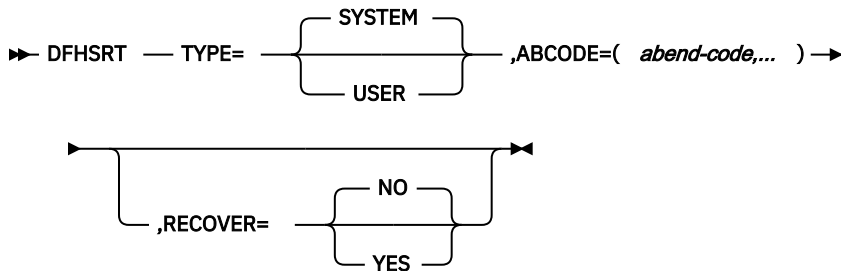 SYSTEM
DFHSRT TYPE= ,ABCODE=( abend-code,... )
USER
NO
,RECOVER=
YES